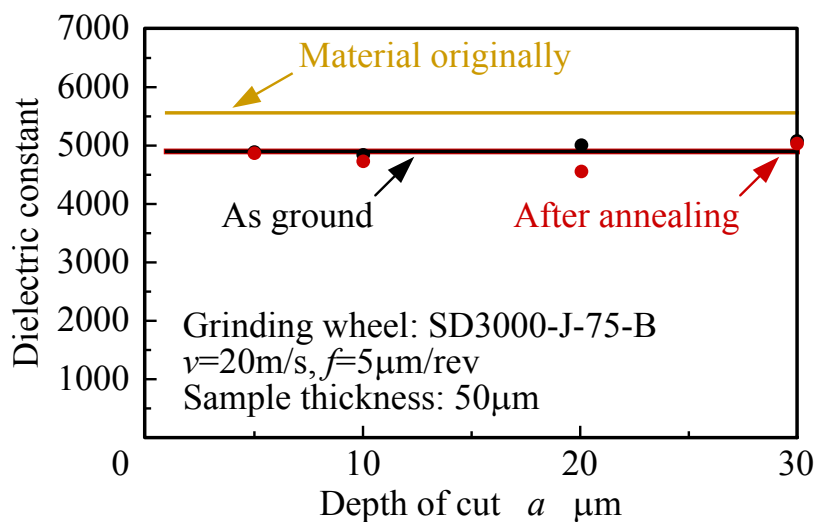 7000
6000
5000
4000
3000
2000
1000
0
10
20
30
Dielectric constant
Material originally
As ground
After annealing
Grinding wheel: SD3000-J-75-B
v=20m/s, f=5μm/rev
Sample thickness: 50μm
Depth of cut a μm